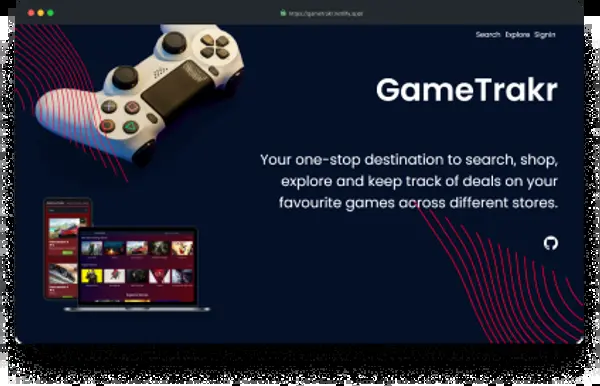 https://gametrakr.netlify.app/
Search Explore SignIn
GameTrakr
Your one-stop destination to search, shop,
explore and keep track of deals on your
favourite games across different stores.